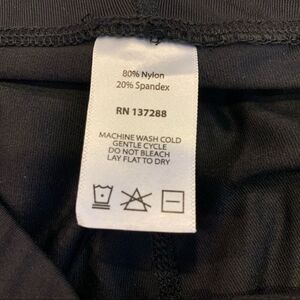 80% Nylon
20% Spandex
RN 137288
MACHINE WASH COLD
GENTLE CYCLE
DO NOT BLEACH
LAY FLAT TO DRY